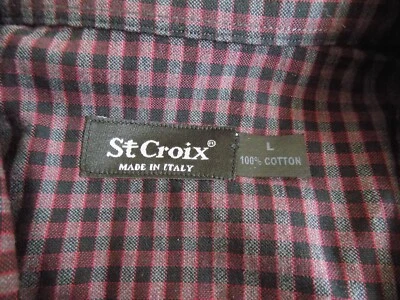 St Croix®
MADE IN ITALY
L
100% COTTON